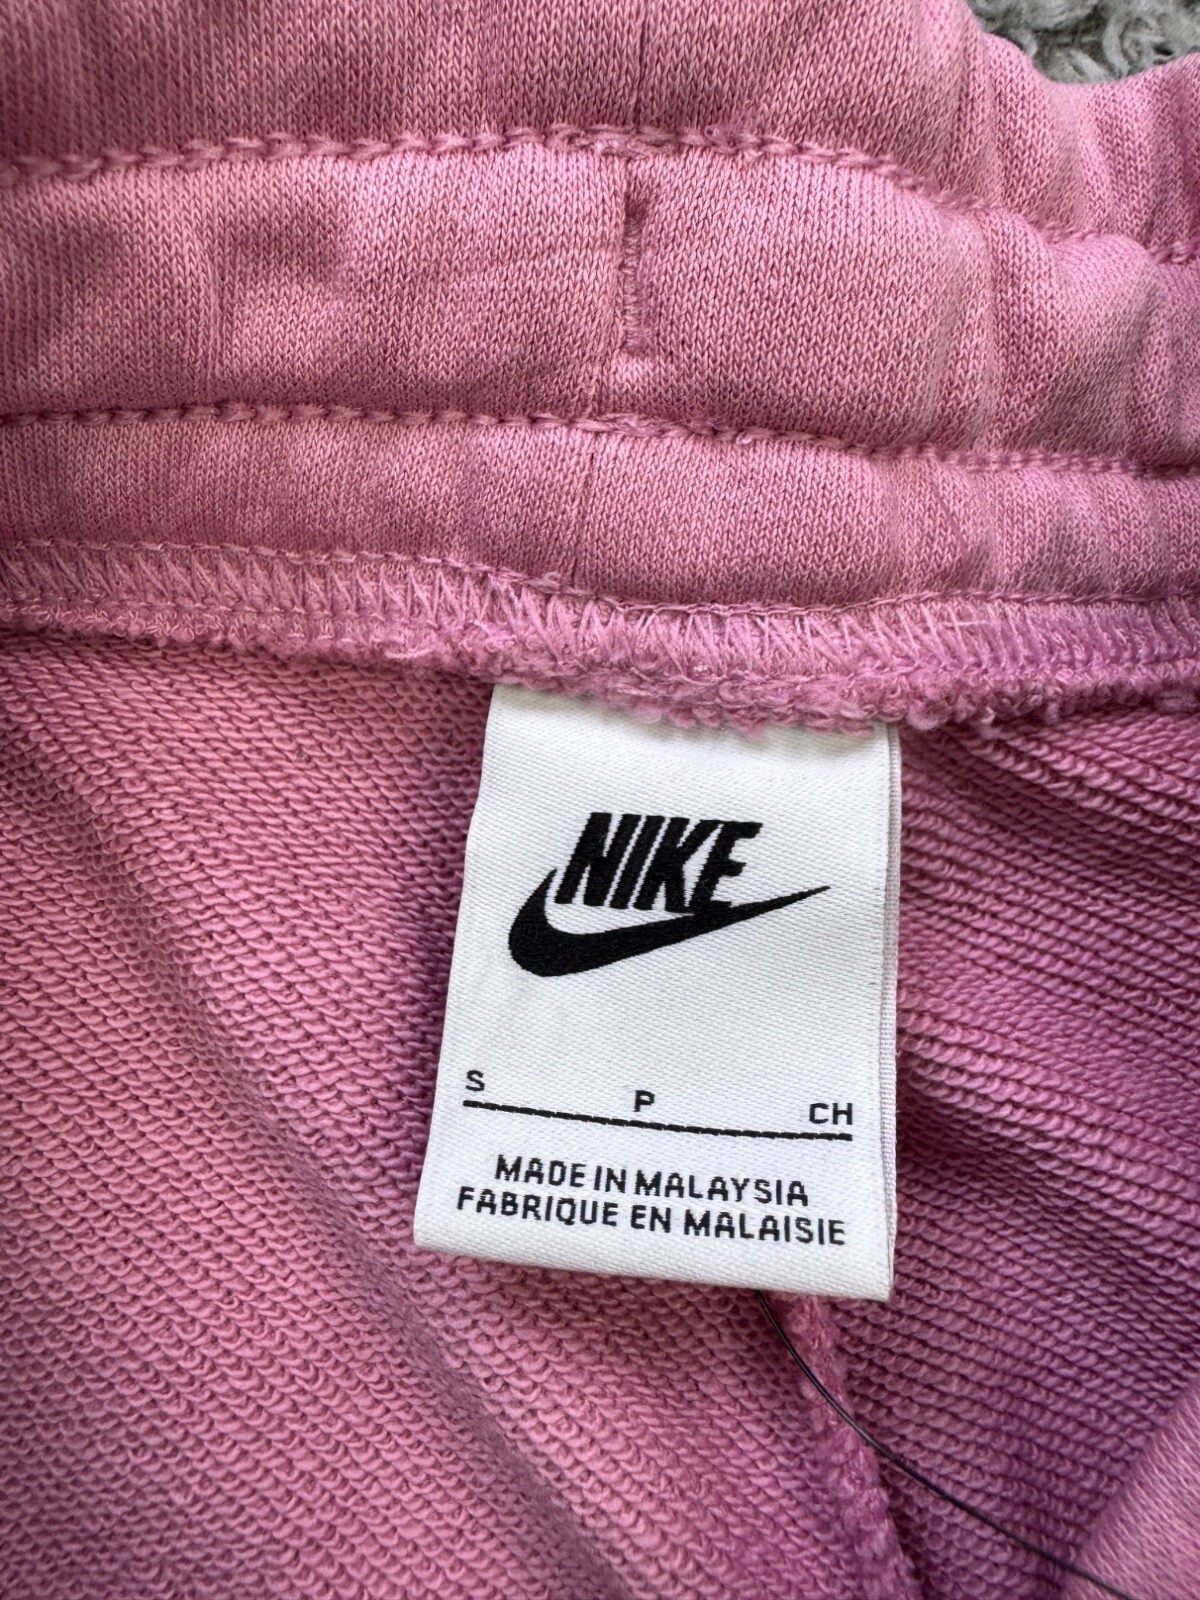 NIKE
S P CH
MADE IN MALAYSIA
FABRIQUE EN MALAISIE